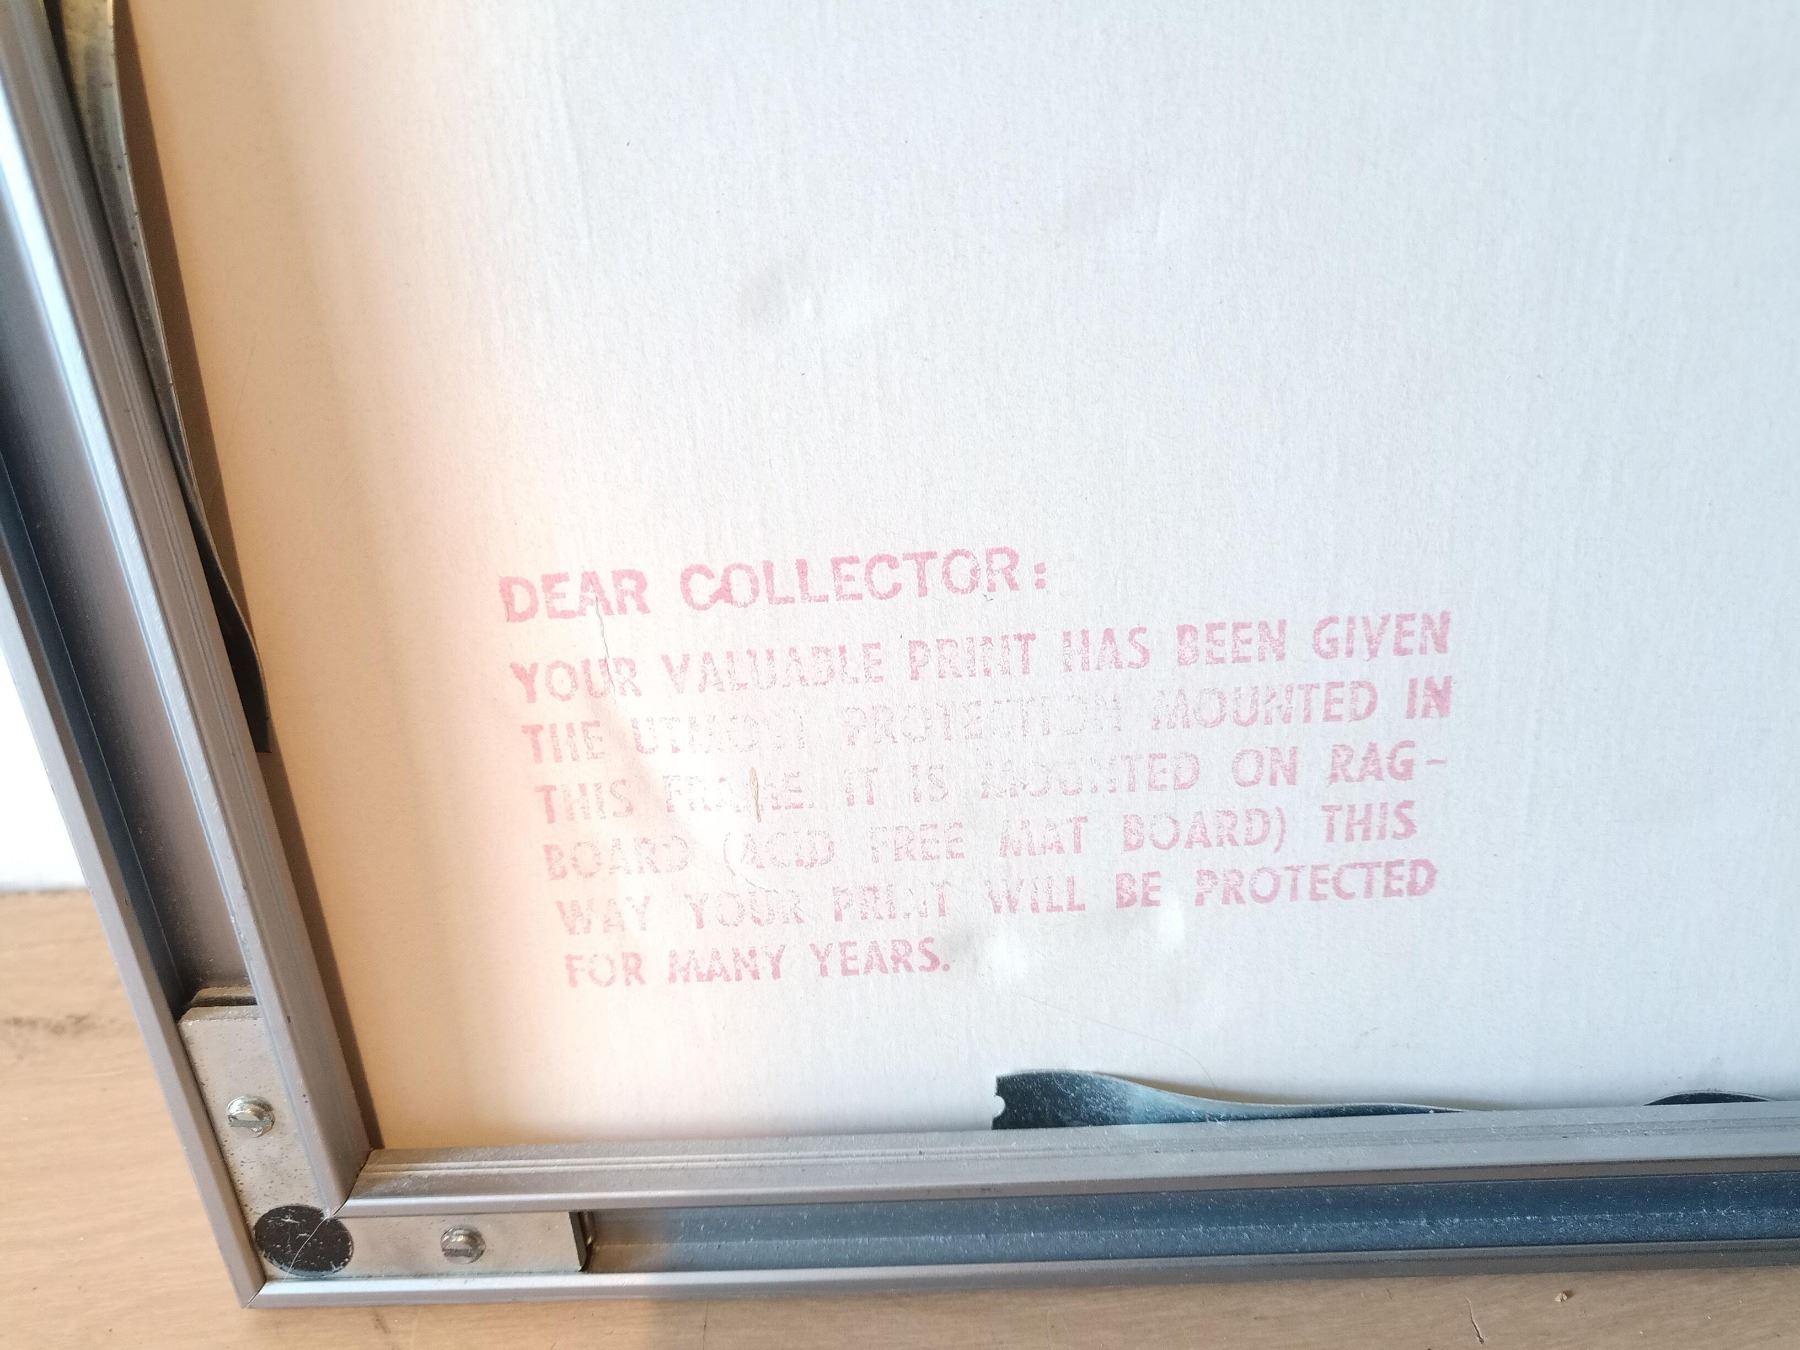 DEAR COLLECTOR:
YOUR VALUABLE PRINT HAS BEEN GIVEN
THE UTMOST PROTECTION MOUNTED IN
THIS FRAME. IT IS MOUNTED ON RAG-
BOARD (ACID FREE MAT BOARD) THIS
WAY YOUR PRINT WILL BE PROTECTED
FOR MANY YEARS.